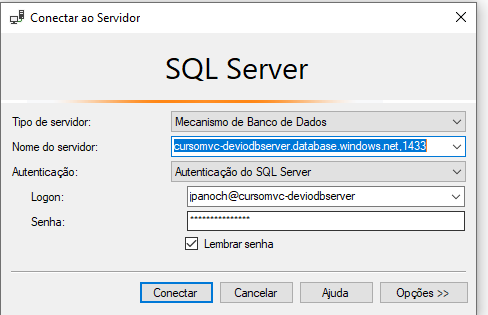 Conectar ao Servidor
SQL Server
Tipo de servidor: Mecanismo de Banco de Dados
Nome do servidor: cursomvc-deviodbserver.database.windows.net,1433
Autenticação: Autenticação do SQL Server
Logon: jpanoch@cursomvc-deviodbserver
Senha: ***************
Lembrar senha
Conectar Cancelar Ajuda Opções >>